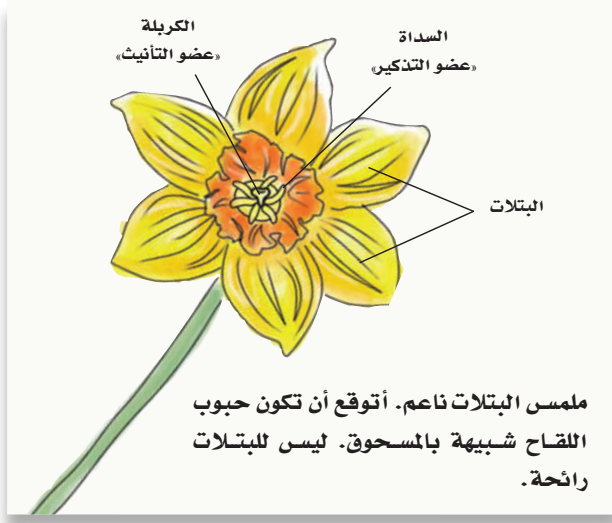 الكربلة
«عضو التأنيث»
السداة
«عضو التذكير»
البتلات
ملمس البتلات ناعم. أتوقع أن تكون حبوب
اللقاح شبيهة بالمسحوق. ليس للبتلات
رائحة.